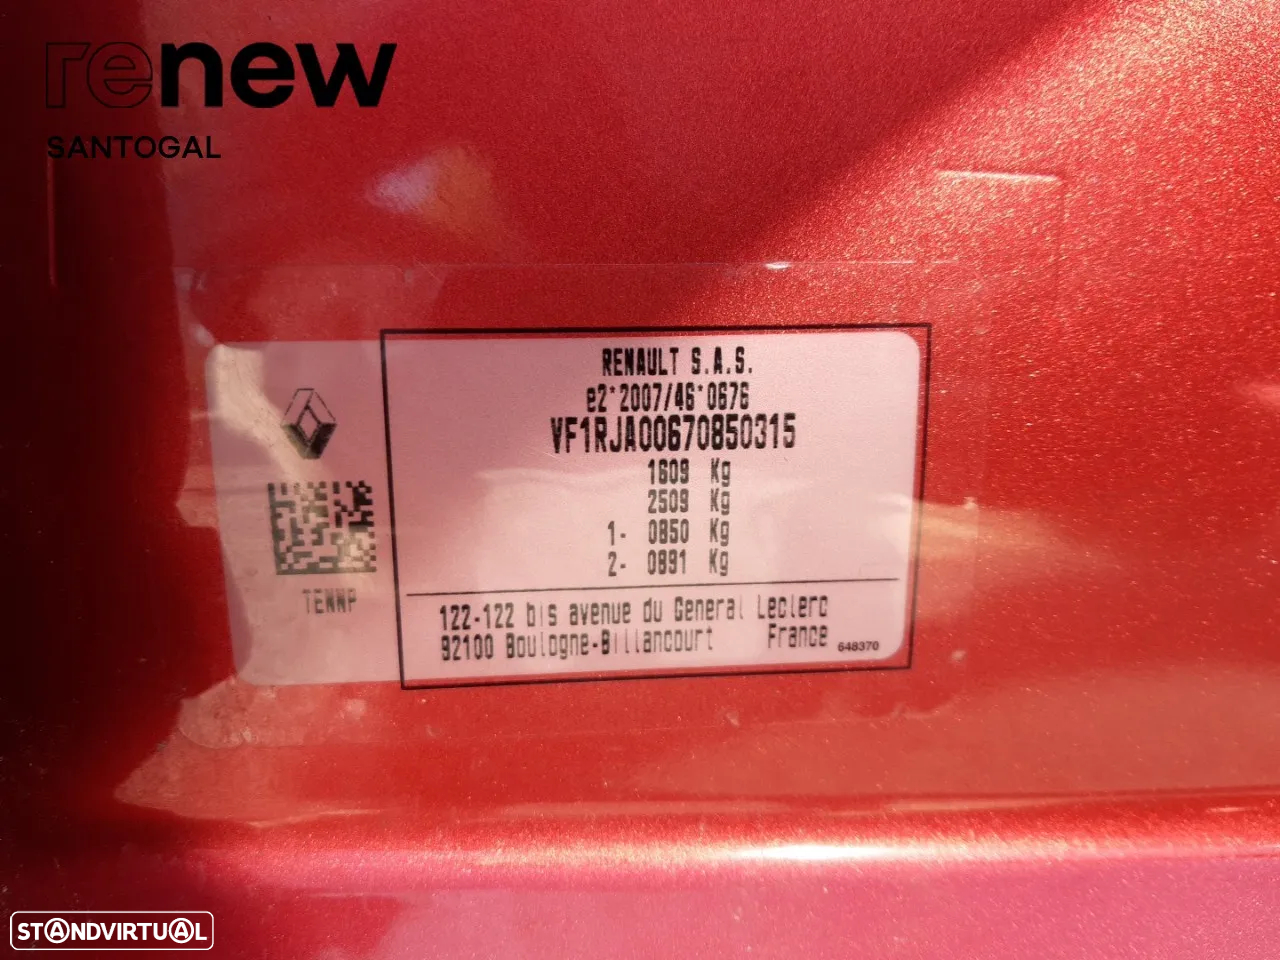 renew
SANTOGAL
RENAULT S.A.S.
e2*2007/46*0676
VF1RJA00670850315
1609 Kg
2509 Kg
1- 0850 Kg
2- 0891 Kg
TENNP
122-122 bis avenue du General Leclerc
92100 Boulogne-Billancourt France 648370
STANDVIRTUAL